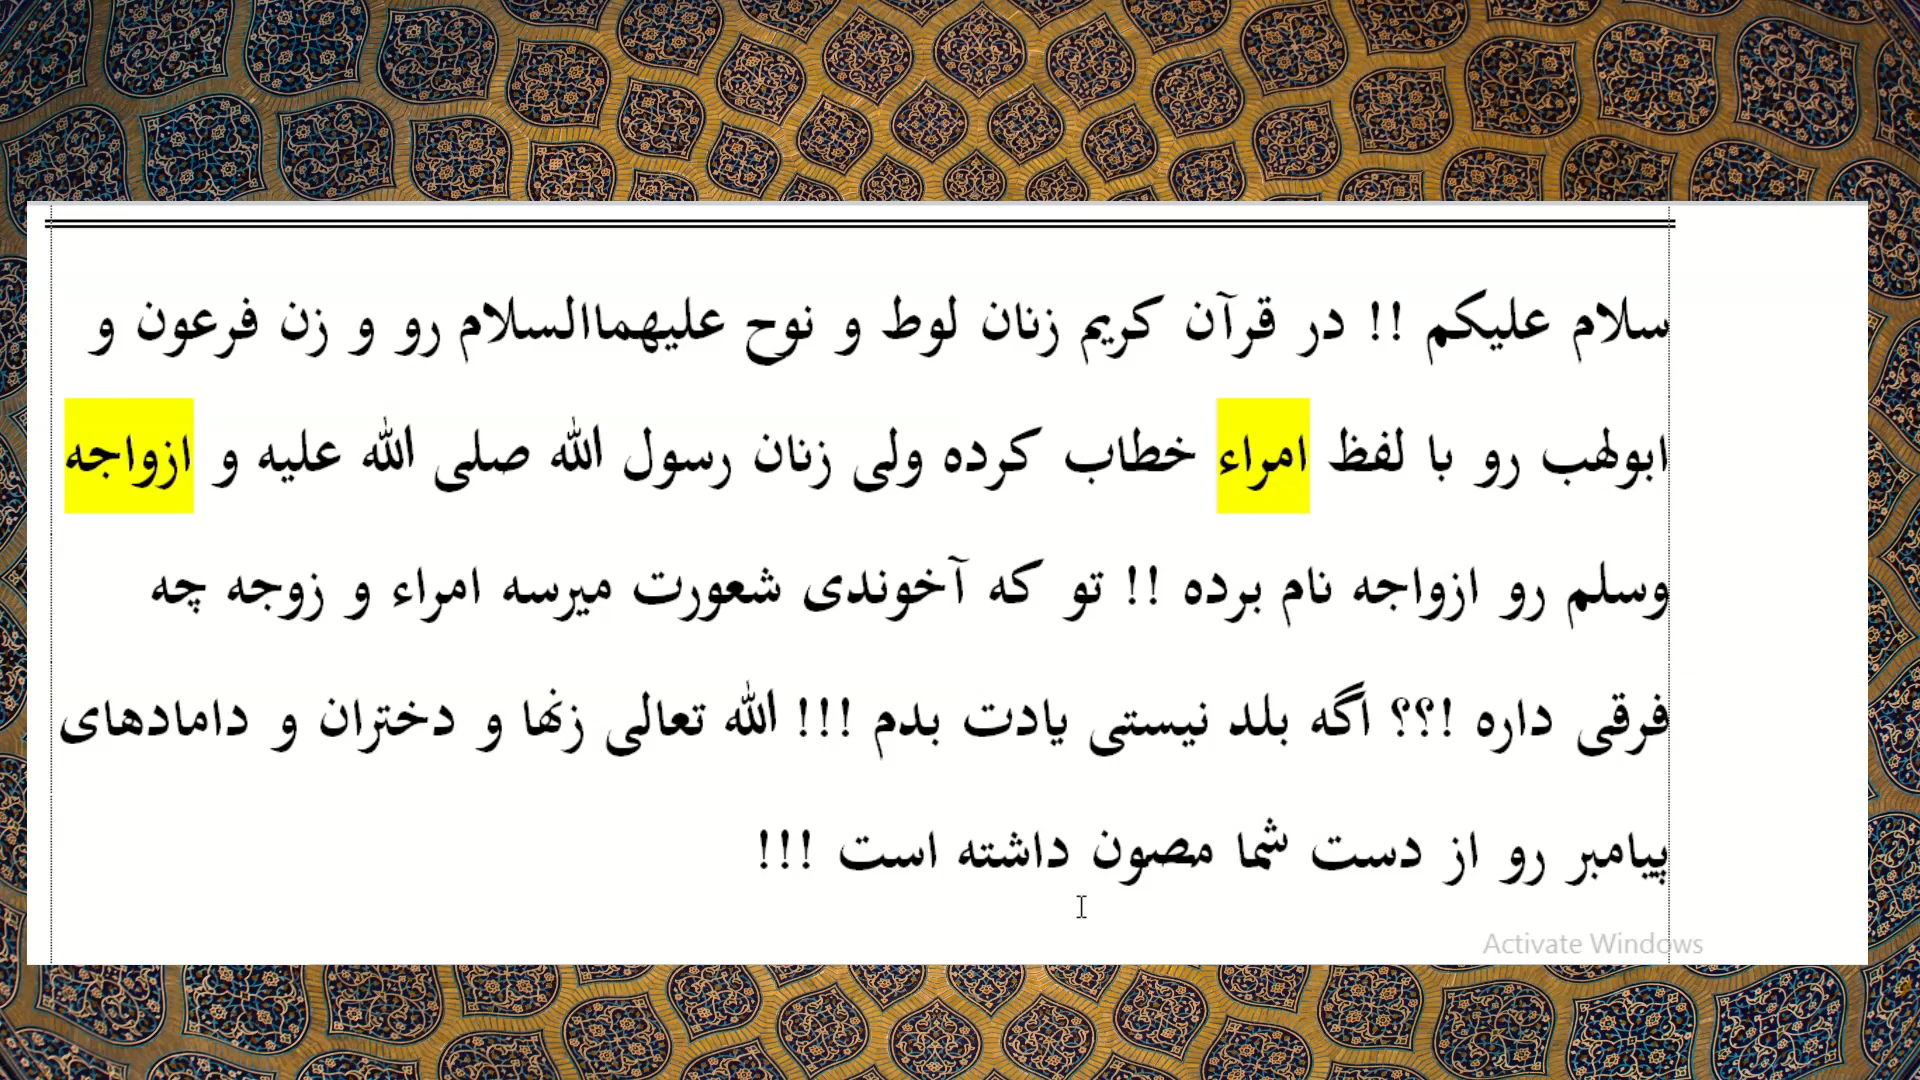 سلام علیکم !! در قرآن کریم زنان لوط و نوح علیهماالسلام رو و زن فرعون و
ابولهب رو با لفظ امراء خطاب کرده ولی زنان رسول الله صلی الله علیه و ازواجه
وسلم رو ازواجه نام برده !! تو که آخوندی شعورت میرسه امراء و زوجه چه
فرقی داره !؟؟ اگه بلد نیستی یادت بدم !!! الله تعالی زنها و دختران و دامادهای
پیامبر رو از دست شما مصون داشته است !!!
Activate Windows